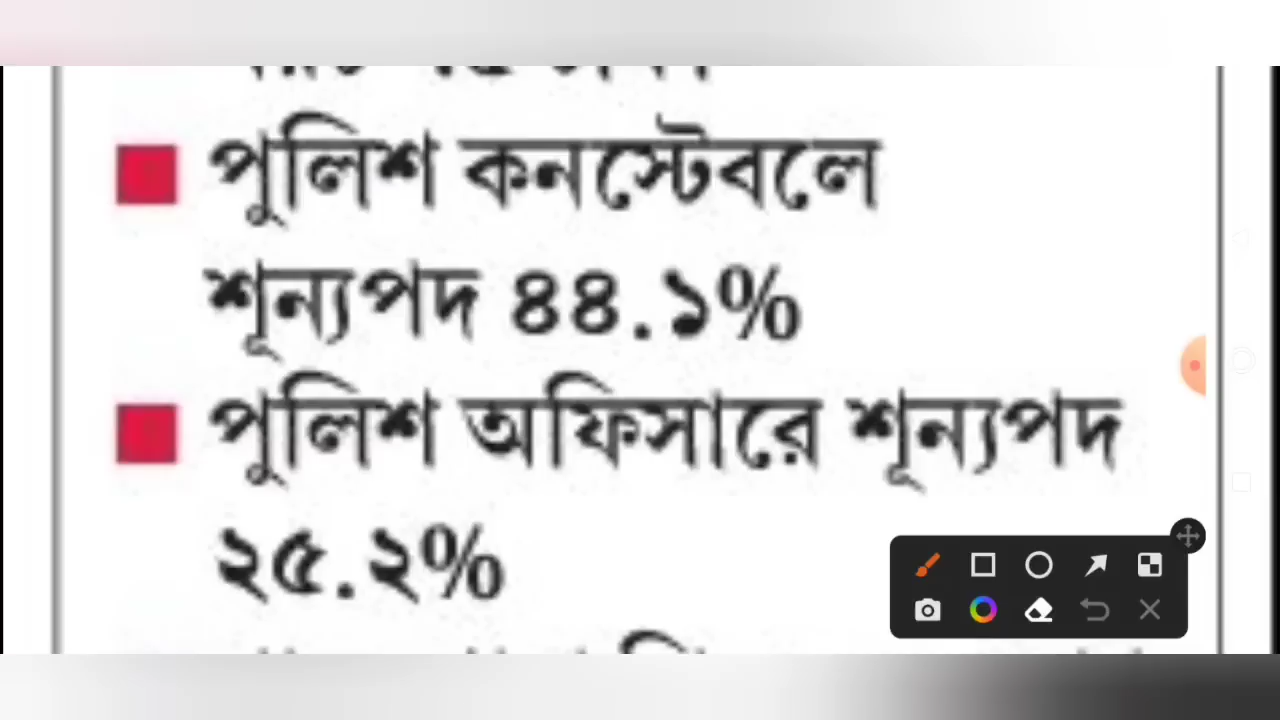 পুলিশ কনস্টেবলে
শূন্যপদ ৪৪.১%
পুলিশ অফিসারে শূন্যপদ
২৫.২%